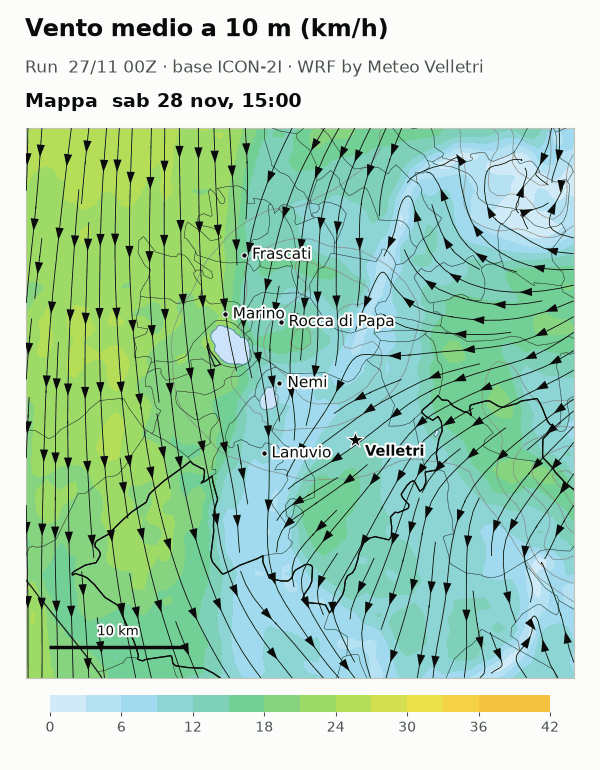 Vento medio a 10 m (km/h)
Run  27/11 00Z · base ICON-2I · WRF by Meteo Velletri
Mappa  sab 28 nov, 15:00
Frascati
Marino
Rocca di Papa
Nemi
Velletri
Lanuvio
10 km
0 6 12 18 24 30 36 42